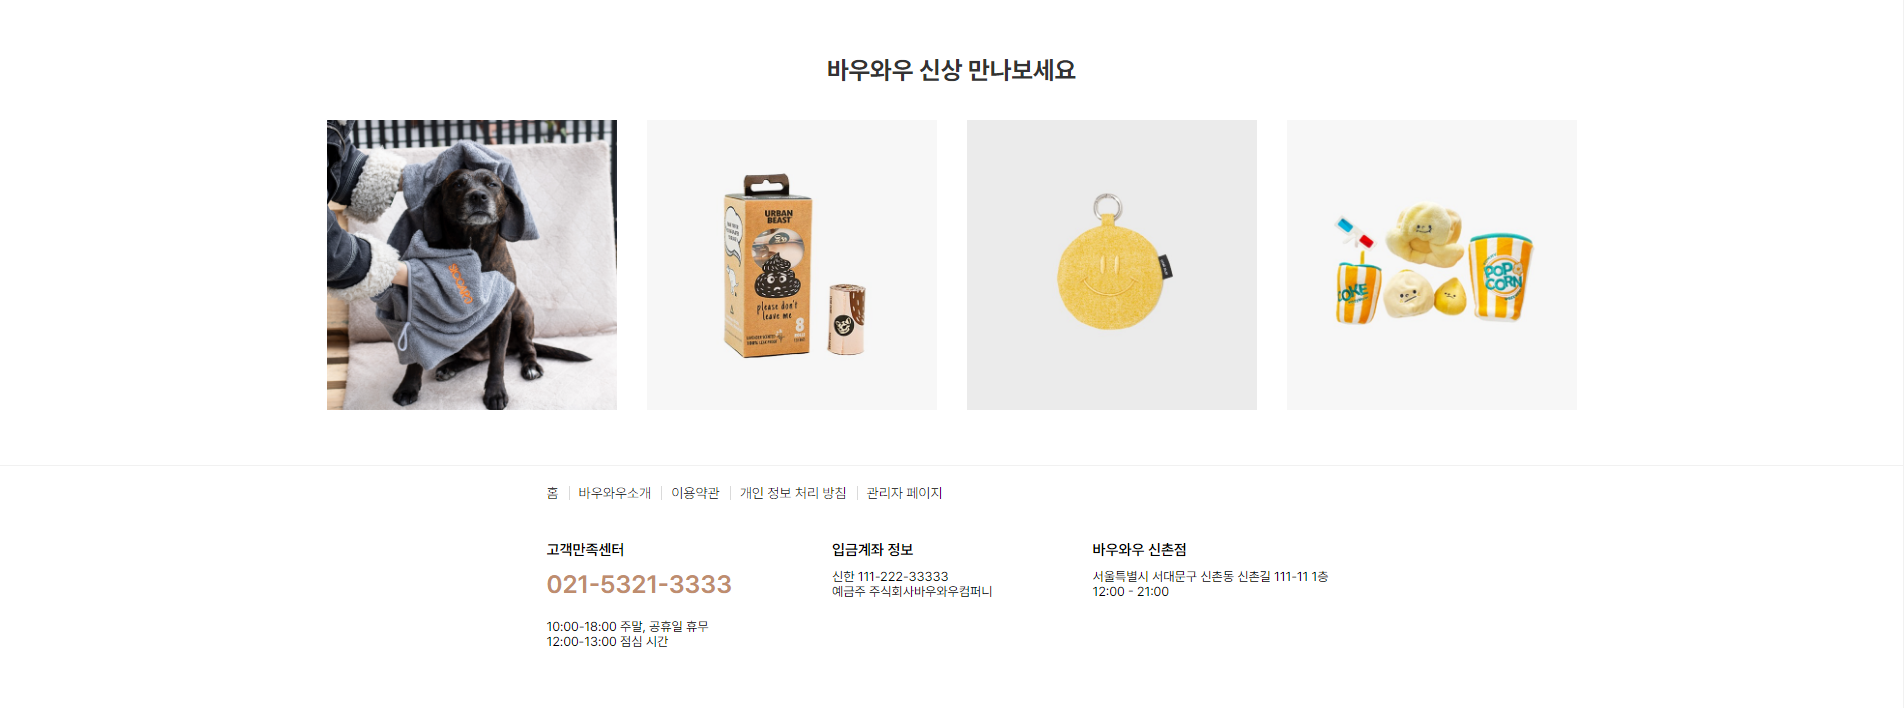 바우와우 신상 만나보세요
URBAN
BEAST
please don't
leave me
8
COKE
POP
CORN
홈
바우와우소개
이용약관
개인 정보 처리 방침
관리자 페이지
고객만족센터
021-5321-3333
10:00-18:00 주말, 공휴일 휴무
12:00-13:00 점심 시간
입금계좌 정보
신한 111-222-33333
예금주 주식회사바우와우컴퍼니
바우와우 신촌점
서울특별시 서대문구 신촌동 신촌길 111-11 1층
12:00 - 21:00